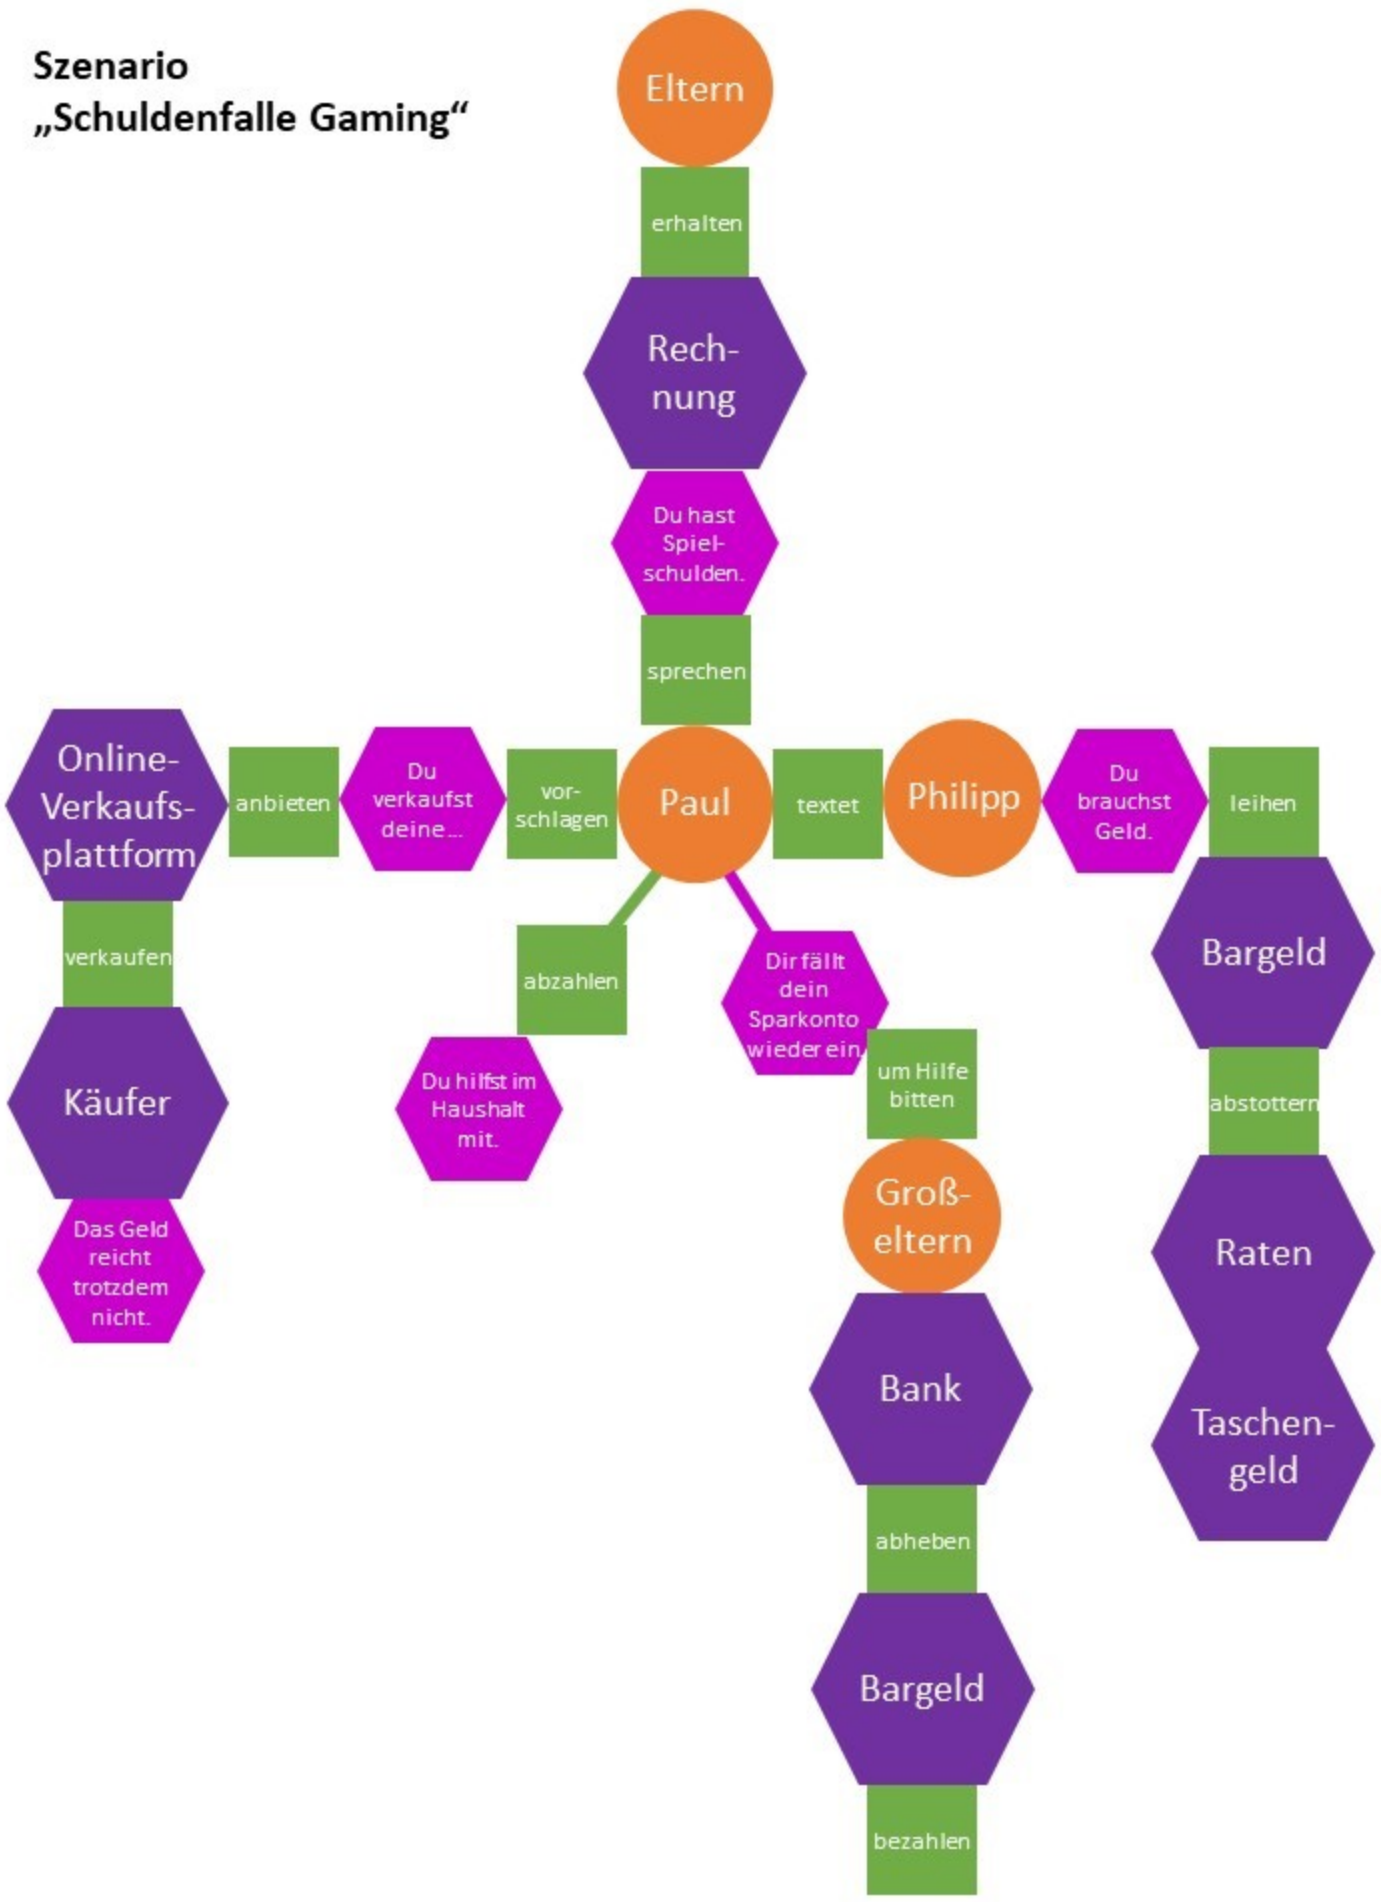 Szenario
„Schuldenfalle Gaming“
Eltern
erhalten
Rech-
nung
Du hast
Spiel-
schulden.
sprechen
Online-
Verkaufs-
plattform
anbieten
Du
verkaufst
deine...
vor-
schlagen
Paul
textet
Philipp
Du
brauchst
Geld.
leihen
verkaufen
Käufer
Das Geld
reicht
trotzdem
nicht.
abzahlen
Du hilfst im
Haushalt
mit.
Dir fällt
dein
Sparkonto
wieder ein.
um Hilfe
bitten
Groß-
eltern
Bank
abheben
Bargeld
bezahlen
Bargeld
abstottern
Raten
Taschen-
geld